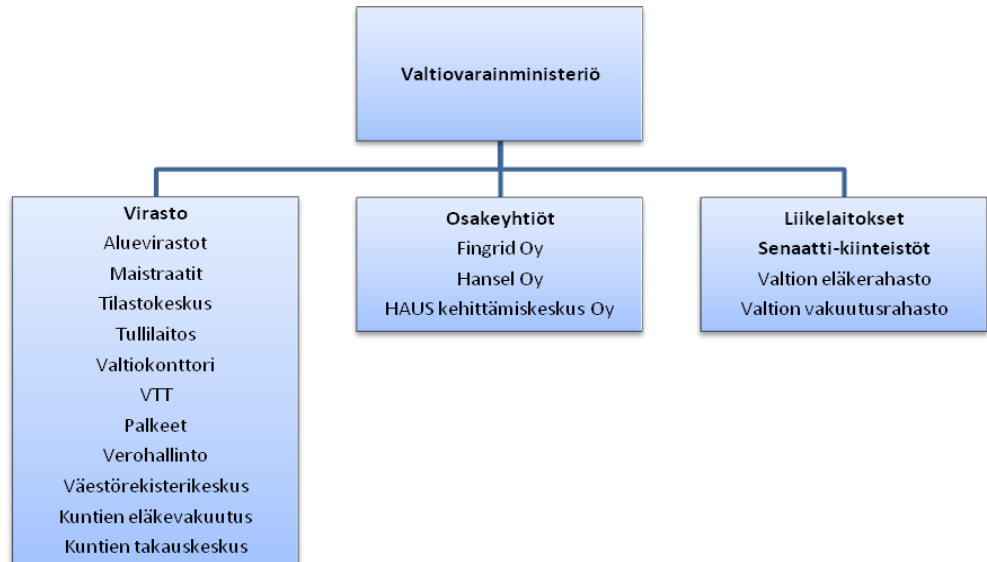 Valtiovarainministeriö
Virasto
Aluevirastot
Maistraatit
Tilastokeskus
Tullilaitos
Valtiokonttori
VTT
Palkeet
Verohallinto
Väestörekisterikeskus
Kuntien eläkevakuutus
Kuntien takauskeskus
Osakeyhtiöt
Fingrid Oy
Hansel Oy
HAUS kehittämiskeskus Oy
Liikelaitokset
Senaatti-kiinteistöt
Valtion eläkerahasto
Valtion vakuutusrahasto